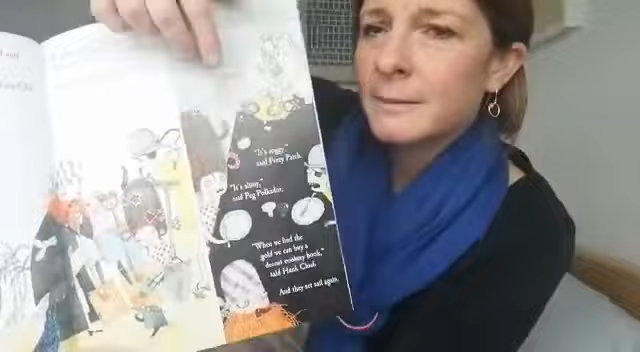 "It's soggy,"
said Percy Patch.
"It's slimy,"
said Peg Polkadot.
"When we find the
gold we can buy a
decent cookery book,"
said Hank Chief.
And they set sail again.